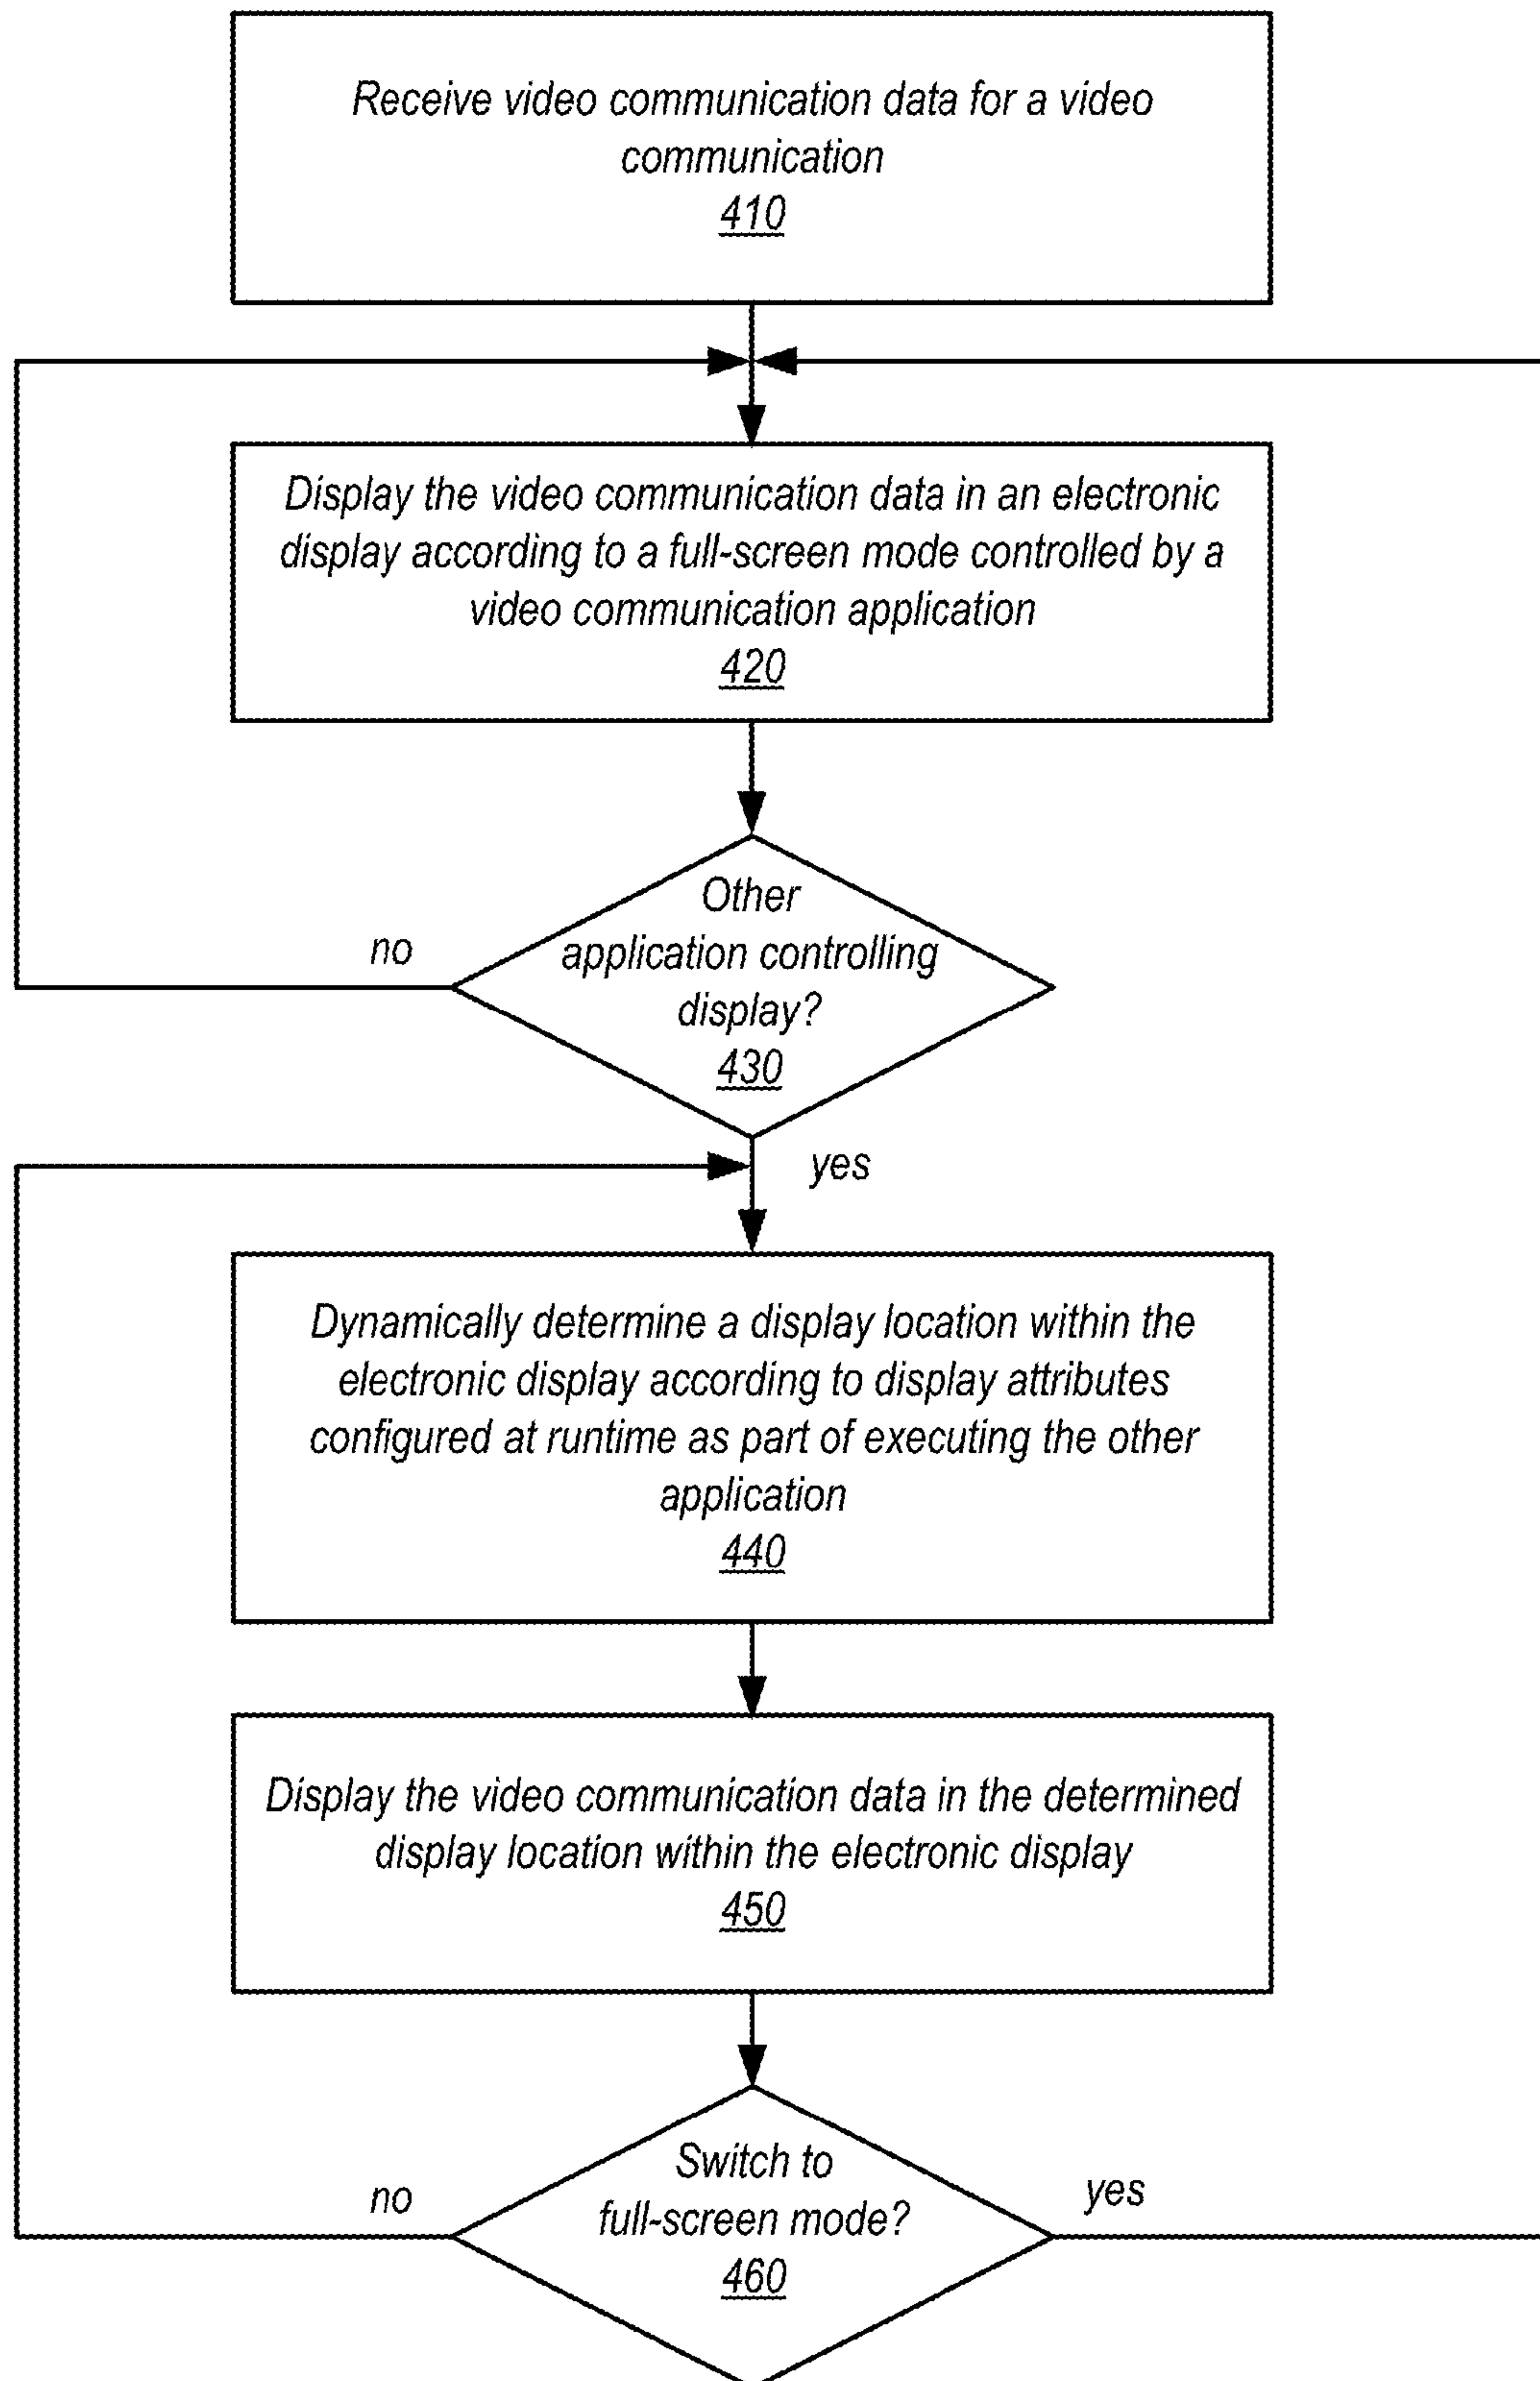 Receive video communication data for a video
communication
410
Display the video communication data in an electronic
display according to a full-screen mode controlled by a
video communication application
420
Other
application controlling
display?
430
no
yes
Dynamically determine a display location within the
electronic display according to display attributes
configured at runtime as part of executing the other
application
440
Display the video communication data in the determined
display location within the electronic display
450
Switch to
full-screen mode?
460
no
yes